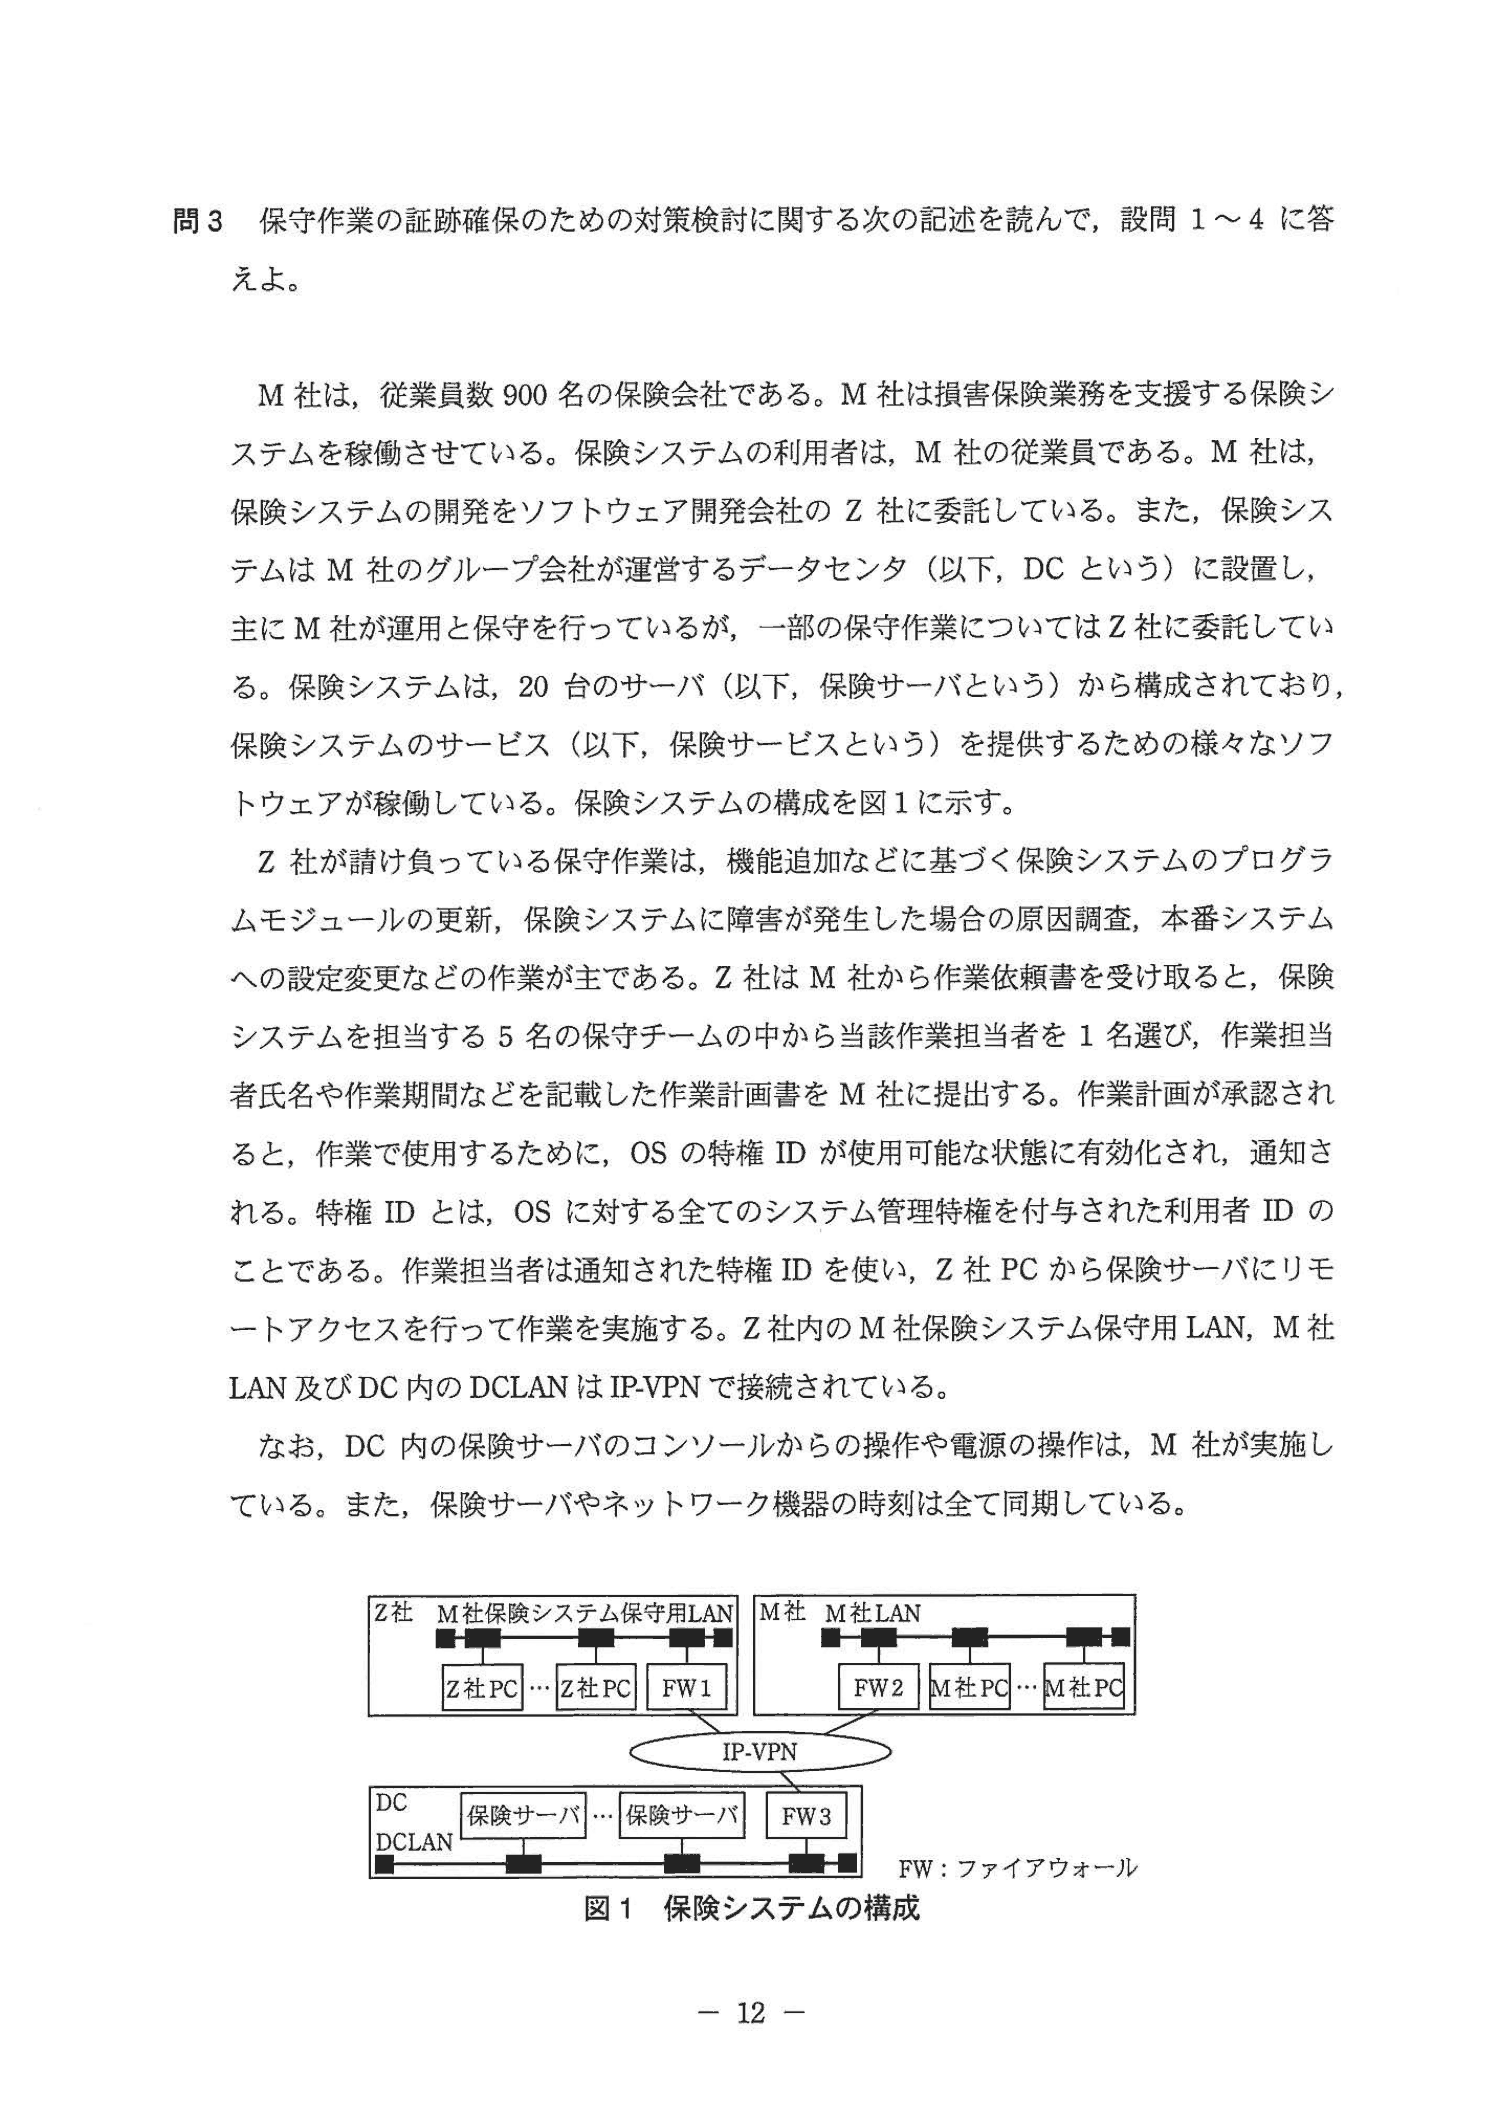 問3 保守作業の証跡確保のための対策検討に関する次の記述を読んで，設問 1～4 に答
えよ。
M 社は，従業員数 900 名の保険会社である。M 社は損害保険業務を支援する保険シ
ステムを稼働させている。保険システムの利用者は，M 社の従業員である。M 社は，
保険システムの開発をソフトウェア開発会社の Z 社に委託している。また，保険シス
テムは M 社のグループ会社が運営するデータセンタ（以下，DC という）に設置し，
主に M 社が運用と保守を行っているが，一部の保守作業については Z 社に委託してい
る。保険システムは，20 台のサーバ（以下，保険サーバという）から構成されており，
保険システムのサービス（以下，保険サービスという）を提供するための様々なソフ
トウェアが稼働している。保険システムの構成を図1に示す。
Z 社が請け負っている保守作業は，機能追加などに基づく保険システムのプログラ
ムモジュールの更新，保険システムに障害が発生した場合の原因調査，本番システム
への設定変更などの作業が主である。Z 社は M 社から作業依頼書を受け取ると，保険
システムを担当する 5 名の保守チームの中から当該作業担当者を 1 名選び，作業担当
者氏名や作業期間などを記載した作業計画書を M 社に提出する。作業計画が承認され
ると，作業で使用するために，OS の特権 ID が使用可能な状態に有効化され，通知さ
れる。特権 ID とは，OS に対する全てのシステム管理特権を付与された利用者 ID の
ことである。作業担当者は通知された特権 ID を使い，Z 社 PC から保険サーバにリモ
ートアクセスを行って作業を実施する。Z 社内の M 社保険システム保守用 LAN，M 社
LAN 及び DC 内の DCLAN は IP-VPN で接続されている。
なお，DC 内の保険サーバのコンソールからの操作や電源の操作は，M 社が実施し
ている。また，保険サーバやネットワーク機器の時刻は全て同期している。
Z社 M社保険システム保守用LAN
Z社PC … Z社PC FW1
M社 M社LAN
FW2 M社PC … M社PC
IP-VPN
DC
保険サーバ … 保険サーバ FW3
DCLAN
FW：ファイアウォール
図1 保険システムの構成
－ 12 －